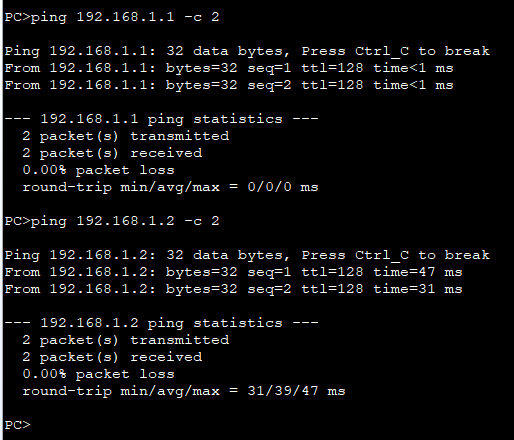 PC>ping 192.168.1.1 -c 2
Ping 192.168.1.1: 32 data bytes, Press Ctrl_C to break
From 192.168.1.1: bytes=32 seq=1 ttl=128 time<1 ms
From 192.168.1.1: bytes=32 seq=2 ttl=128 time<1 ms
--- 192.168.1.1 ping statistics ---
  2 packet(s) transmitted
  2 packet(s) received
  0.00% packet loss
  round-trip min/avg/max = 0/0/0 ms
PC>ping 192.168.1.2 -c 2
Ping 192.168.1.2: 32 data bytes, Press Ctrl_C to break
From 192.168.1.2: bytes=32 seq=1 ttl=128 time=47 ms
From 192.168.1.2: bytes=32 seq=2 ttl=128 time=31 ms
--- 192.168.1.2 ping statistics ---
  2 packet(s) transmitted
  2 packet(s) received
  0.00% packet loss
  round-trip min/avg/max = 31/39/47 ms
PC>